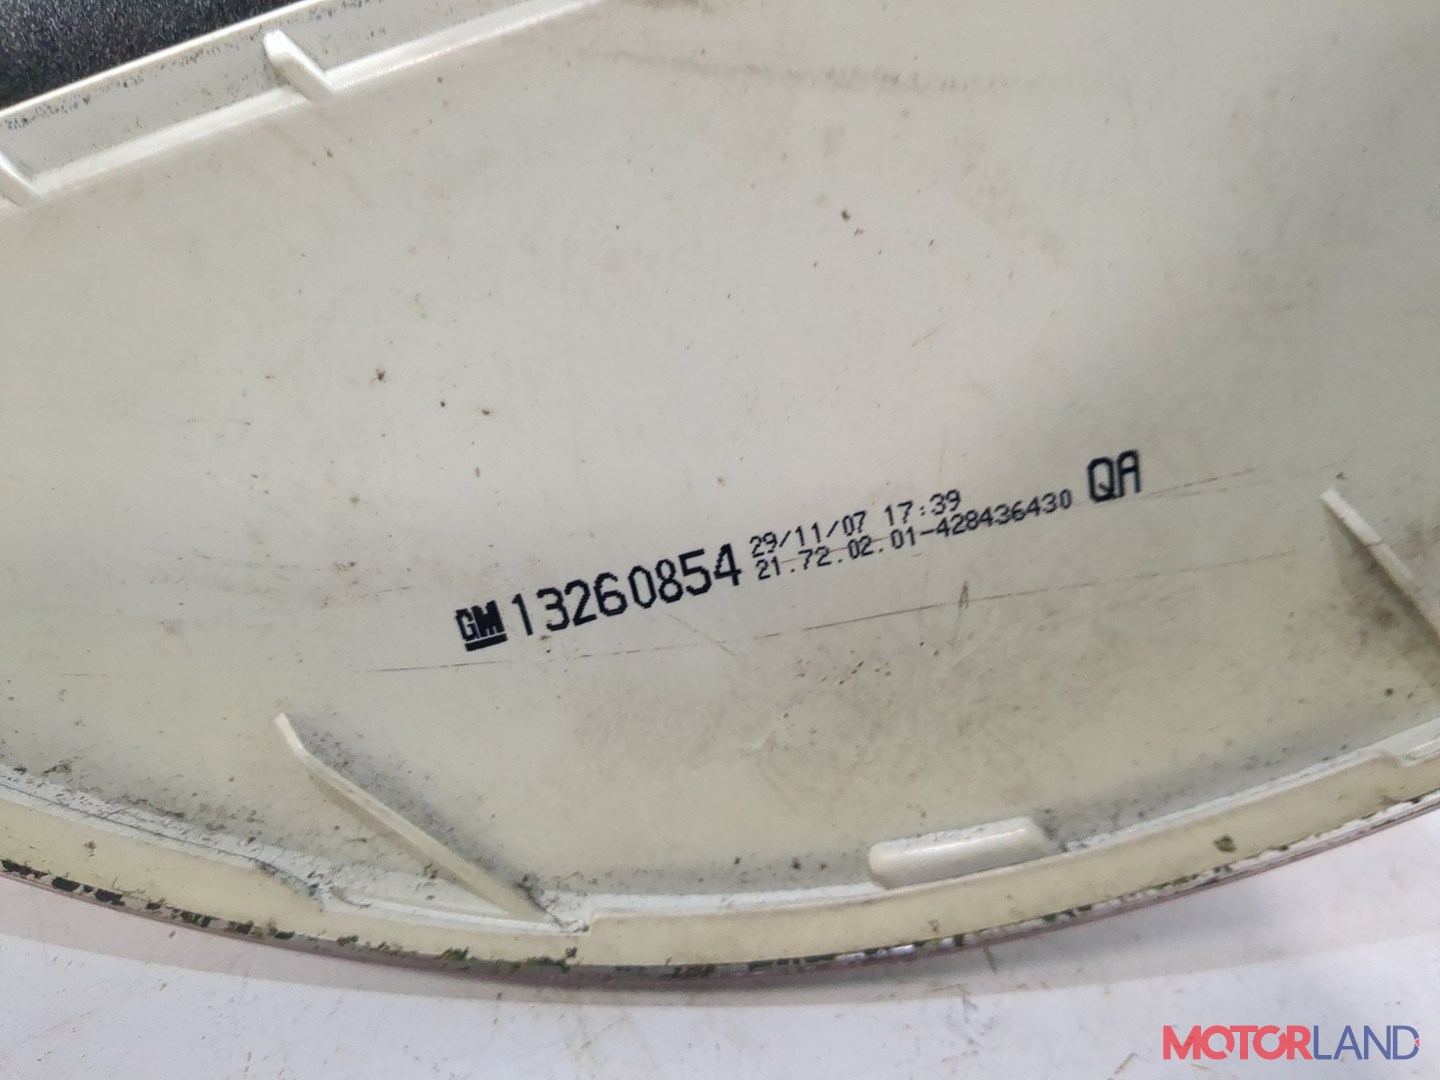 GM 13260854 29/11/07 17:39
21.72.02.01-428436430 QA
MOTORLAND